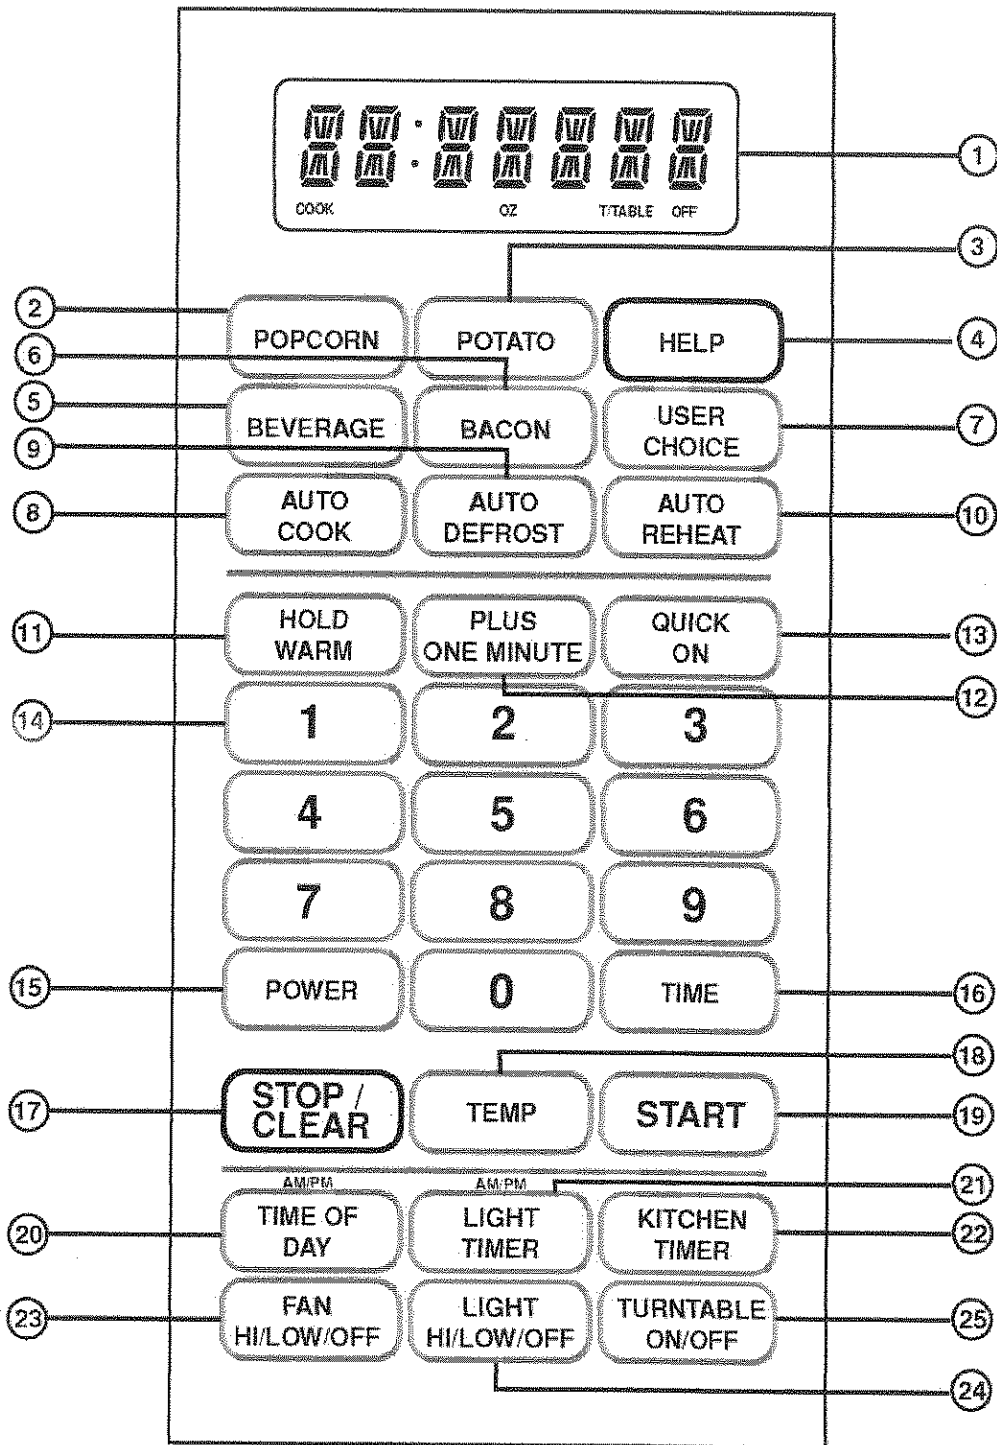 COOK OZ T/TABLE OFF
1
3
2
POPCORN
POTATO
HELP
4
6
5
BEVERAGE
BACON
USER
CHOICE
7
9
8
AUTO
COOK
AUTO
DEFROST
AUTO
REHEAT
10
11
HOLD
WARM
PLUS
ONE MINUTE
QUICK
ON
13
12
14
1
2
3
4
5
6
7
8
9
15
POWER
0
TIME
16
18
17
STOP /
CLEAR
TEMP
START
19
AM/PM
AM/PM
21
20
TIME OF
DAY
LIGHT
TIMER
KITCHEN
TIMER
22
23
FAN
HI/LOW/OFF
LIGHT
HI/LOW/OFF
TURNTABLE
ON/OFF
25
24